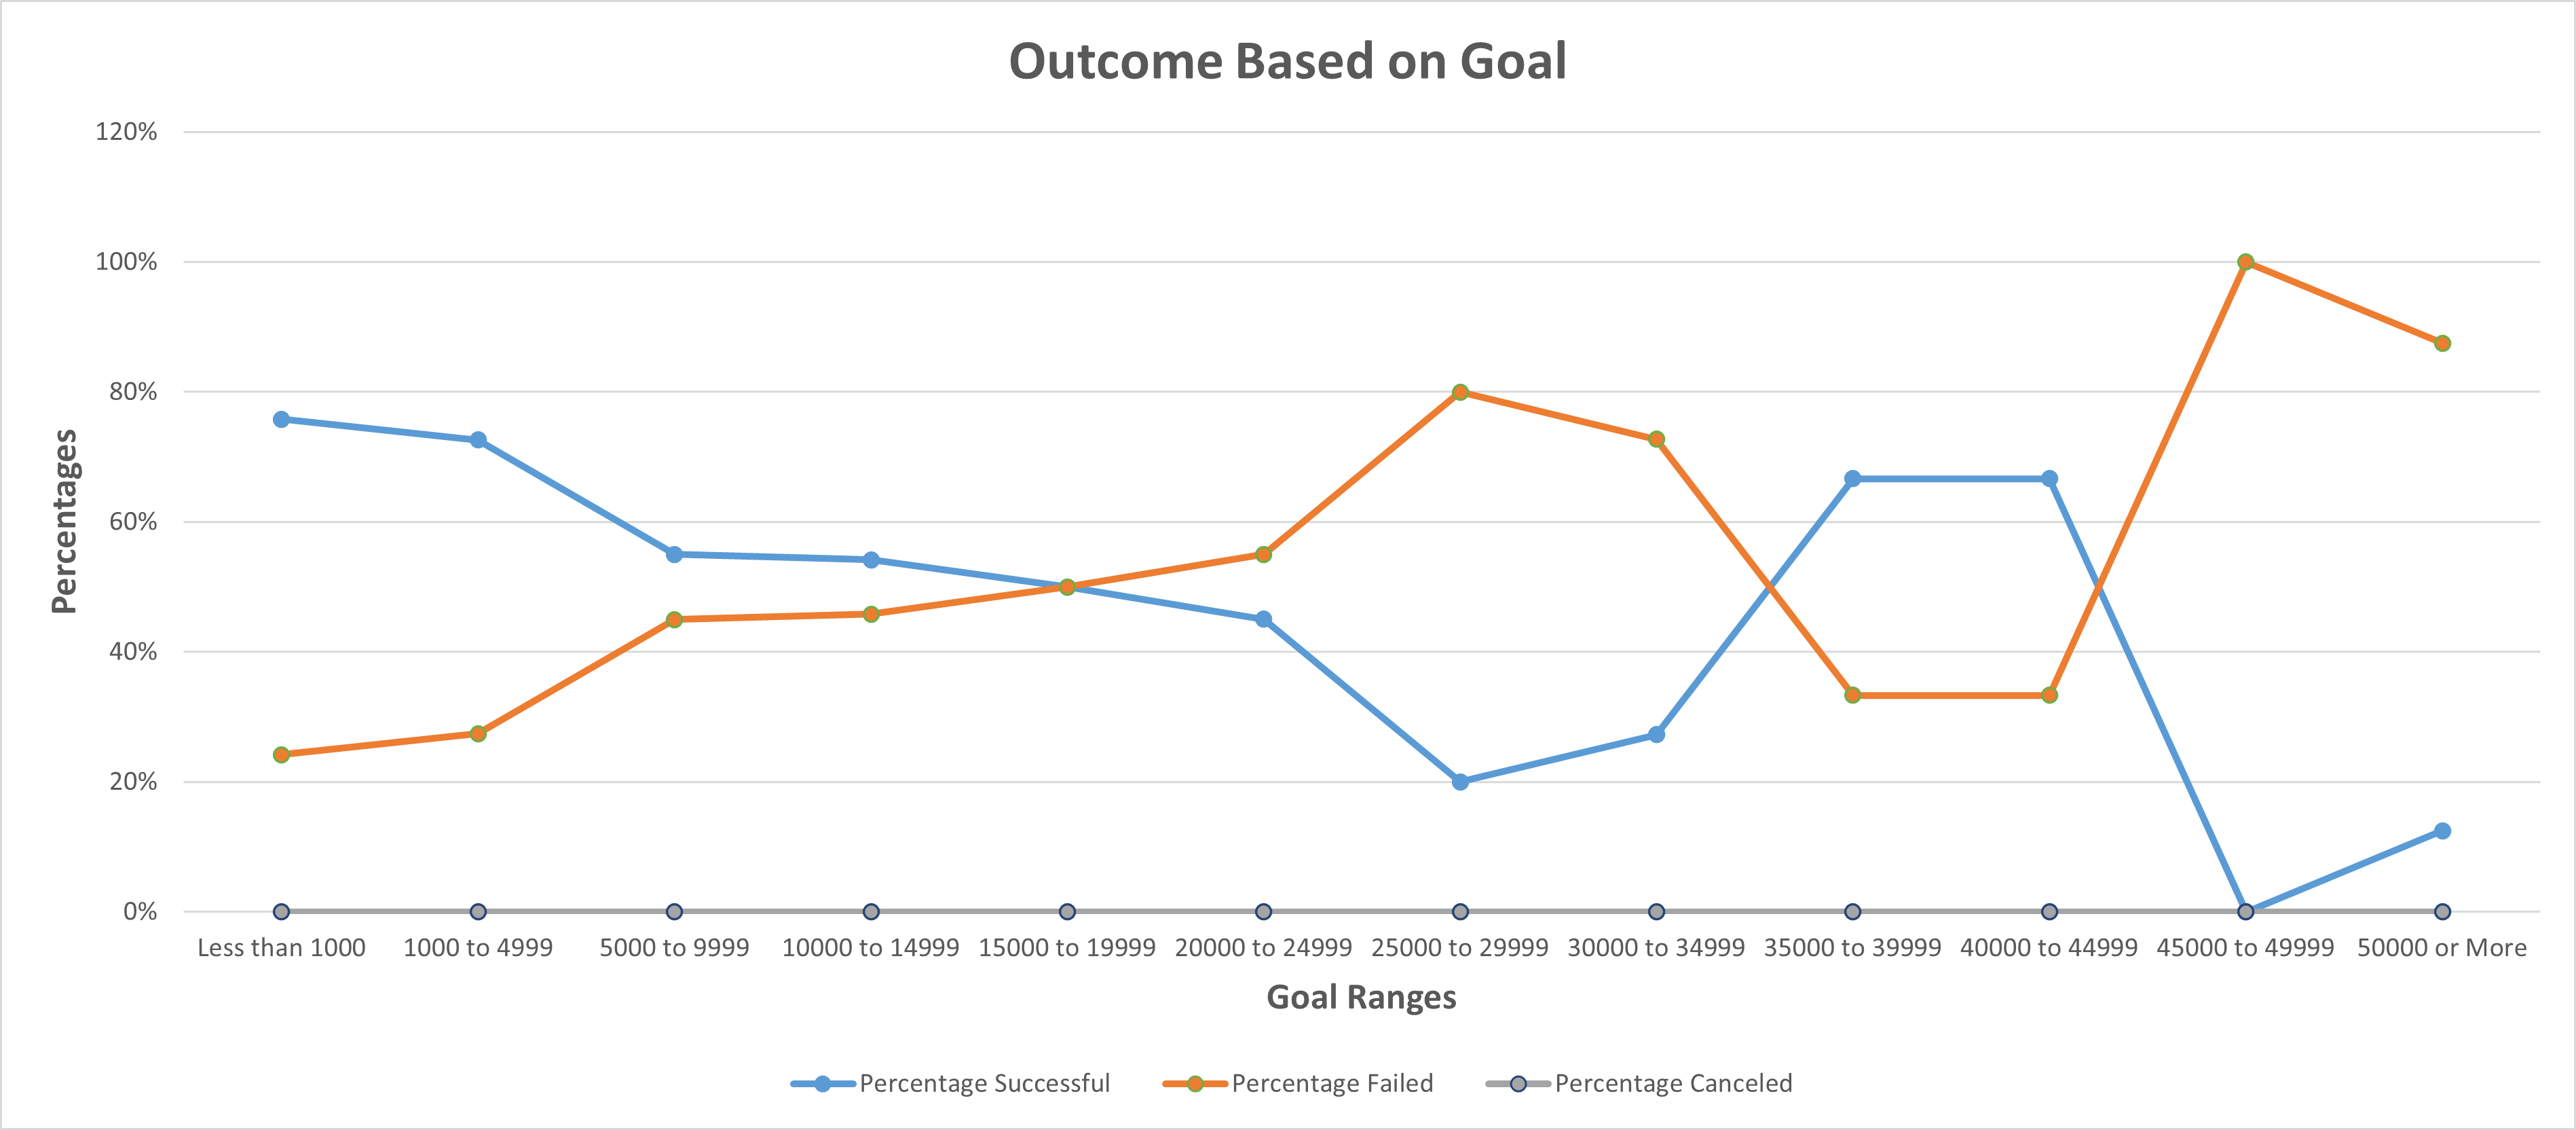 Outcome Based on Goal
120%
100%
80%
60%
40%
20%
0%
Percentages
Less than 1000 1000 to 4999 5000 to 9999 10000 to 14999 15000 to 19999 20000 to 24999 25000 to 29999 30000 to 34999 35000 to 39999 40000 to 44999 45000 to 49999 50000 or More
Goal Ranges
Percentage Successful Percentage Failed Percentage Canceled